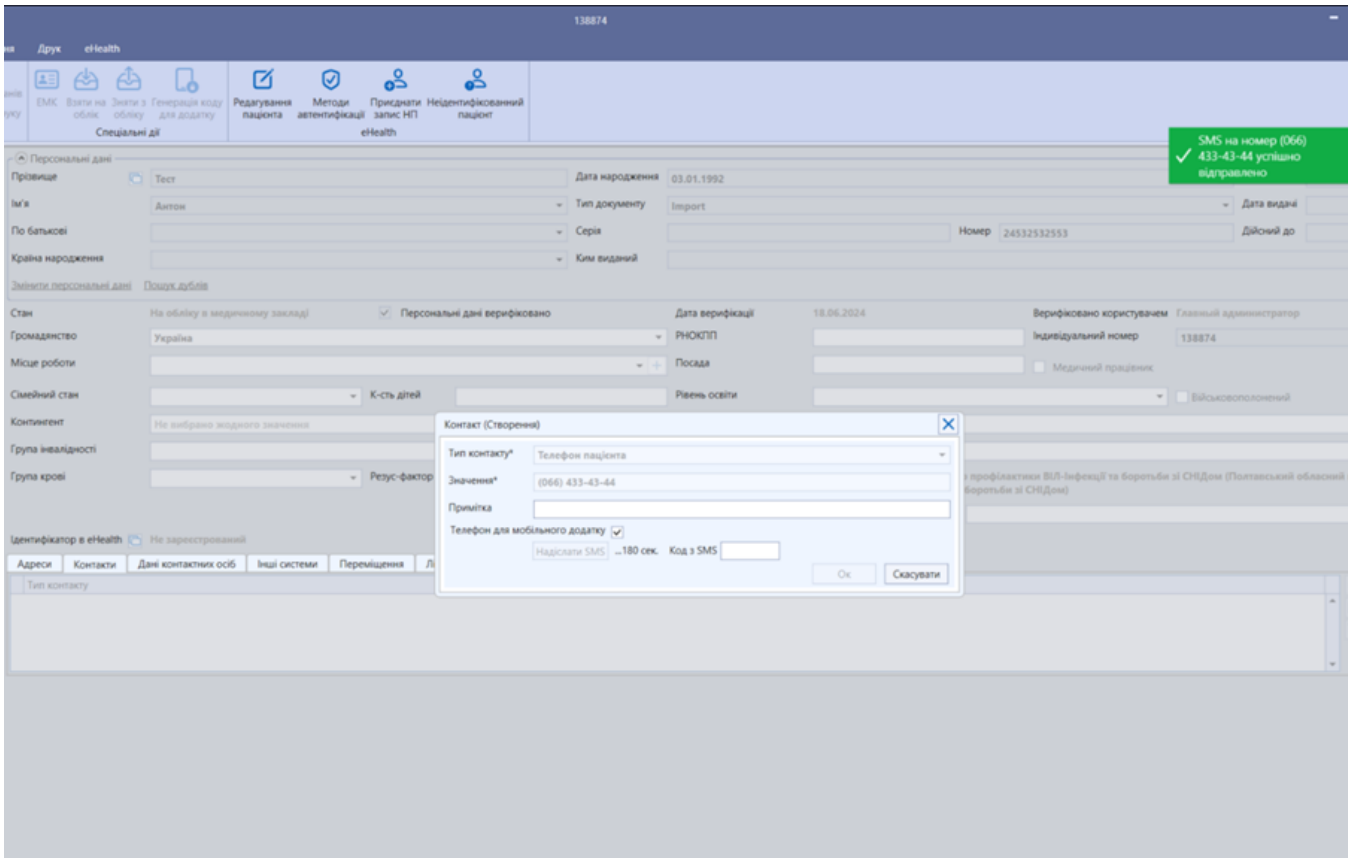 138874
ня Друк eHealth
ЕМК Взяти на облік Зняти з обліку Генерація коду для додатку
Редагування пацієнта Методи автентифікації Приєднати запис НП Неідентифікованний пацієнт
Спеціальні дії eHealth
SMS на номер (066)
433-43-44 успішно
відправлено
Персональні дані
Прізвище Тест Дата народження 03.01.1992
Ім'я Антон Тип документу Import Дата видачі
По батькові Серія Номер 24532532553 Дійсний до
Країна народження Ким виданий
Змінити персональні дані Пошук дублів
Стан На обліку в медичному закладі Персональні дані верифіковано Дата верифікації 18.06.2024 Верифіковано користувачем Главный администратор
Громадянство Україна РНОКПП Індивідуальний номер 138874
Місце роботи Посада Медичний працівник
Сімейний стан К-сть дітей Рівень освіти Військовополонений
Контингент Не вибрано жодного значення
Група інвалідності
Група крові Резус-фактор
профілактики ВІЛ-Інфекції та боротьби зі СНІДом (Полтавський обласний
боротьби зі СНІДом)
Контакт (Створення)
Тип контакту* Телефон пацієнта
Значення* (066) 433-43-44
Примітка
Телефон для мобільного додатку
Надіслати SMS ...180 сек. Код з SMS
Ок Скасувати
Ідентифікатор в eHealth Не зареєстрований
Адреси Контакти Дані контактних осіб Інші системи Переміщення
Тип контакту